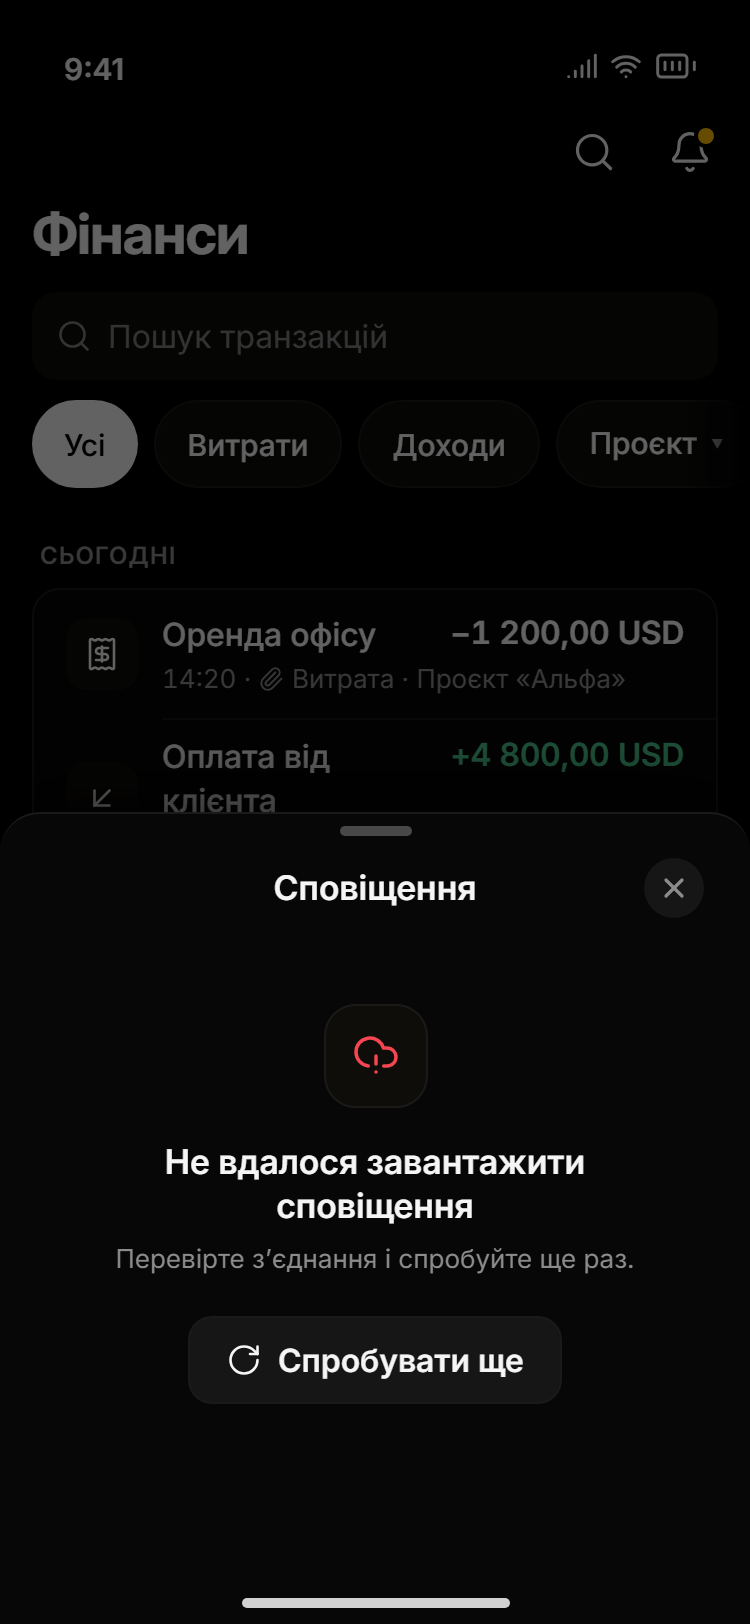 9:41
Фінанси
Пошук транзакцій
Усі Витрати Доходи Проєкт ▼
СЬОГОДНІ
Оренда офісу −1 200,00 USD
14:20 · Витрата · Проєкт «Альфа»
Оплата від +4 800,00 USD
клієнта
Сповіщення
Не вдалося завантажити
сповіщення
Перевірте з’єднання і спробуйте ще раз.
Спробувати ще